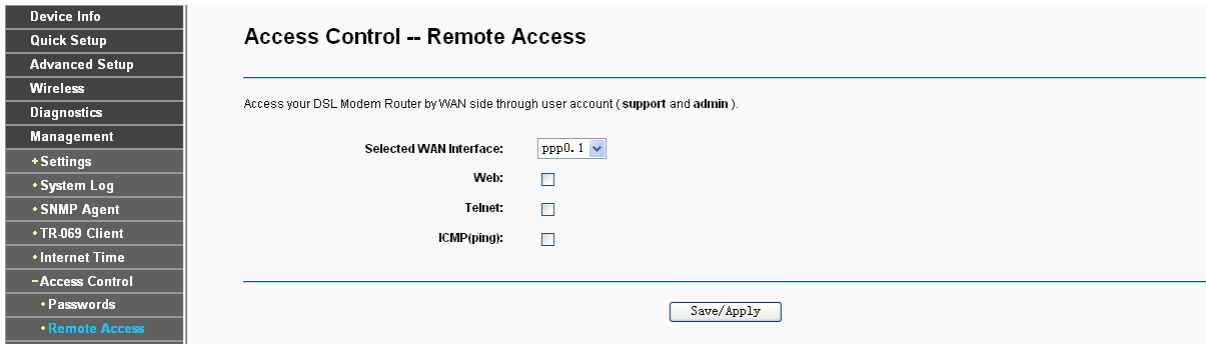 Device Info
Quick Setup
Advanced Setup
Wireless
Diagnostics
Management
+Settings
•System Log
•SNMP Agent
•TR-069 Client
•Internet Time
−Access Control
•Passwords
•Remote Access
Access Control -- Remote Access
Access your DSL Modem Router by WAN side through user account ( support and admin ).
Selected WAN Interface: ppp0.1
Web:
Telnet:
ICMP(ping):
Save/Apply